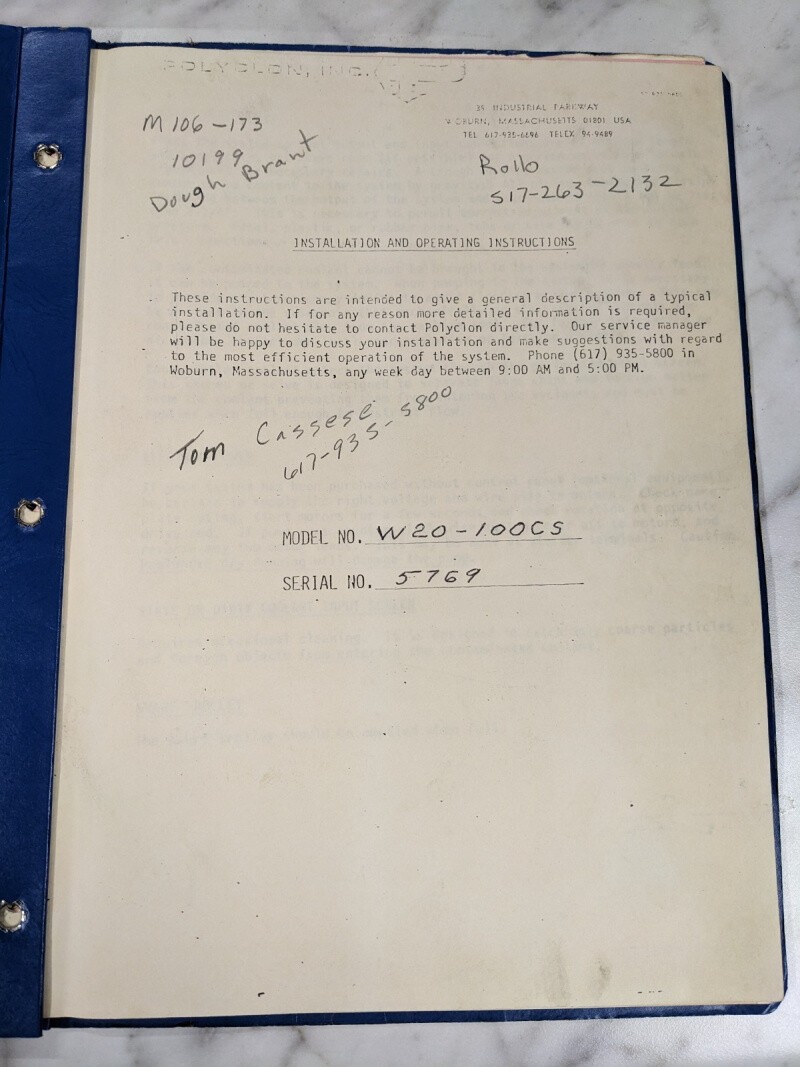 POLYCLON, INC.
39 INDUSTRIAL PARKWAY
WOBURN, MASSACHUSETTS 01801 USA
TEL 617-935-6696 TELEX 94-9489
M 106-173
10199
Dough Brant
Rollo
517-263-2132
INSTALLATION AND OPERATING INSTRUCTIONS
These instructions are intended to give a general description of a typical
installation. If for any reason more detailed information is required,
please do not hesitate to contact Polyclon directly. Our service manager
will be happy to discuss your installation and make suggestions with regard
to the most efficient operation of the system. Phone (617) 935-5800 in
Woburn, Massachusetts, any week day between 9:00 AM and 5:00 PM.
Tom Cassese
617-935-5800
MODEL NO. W20-100CS
SERIAL NO. 5769